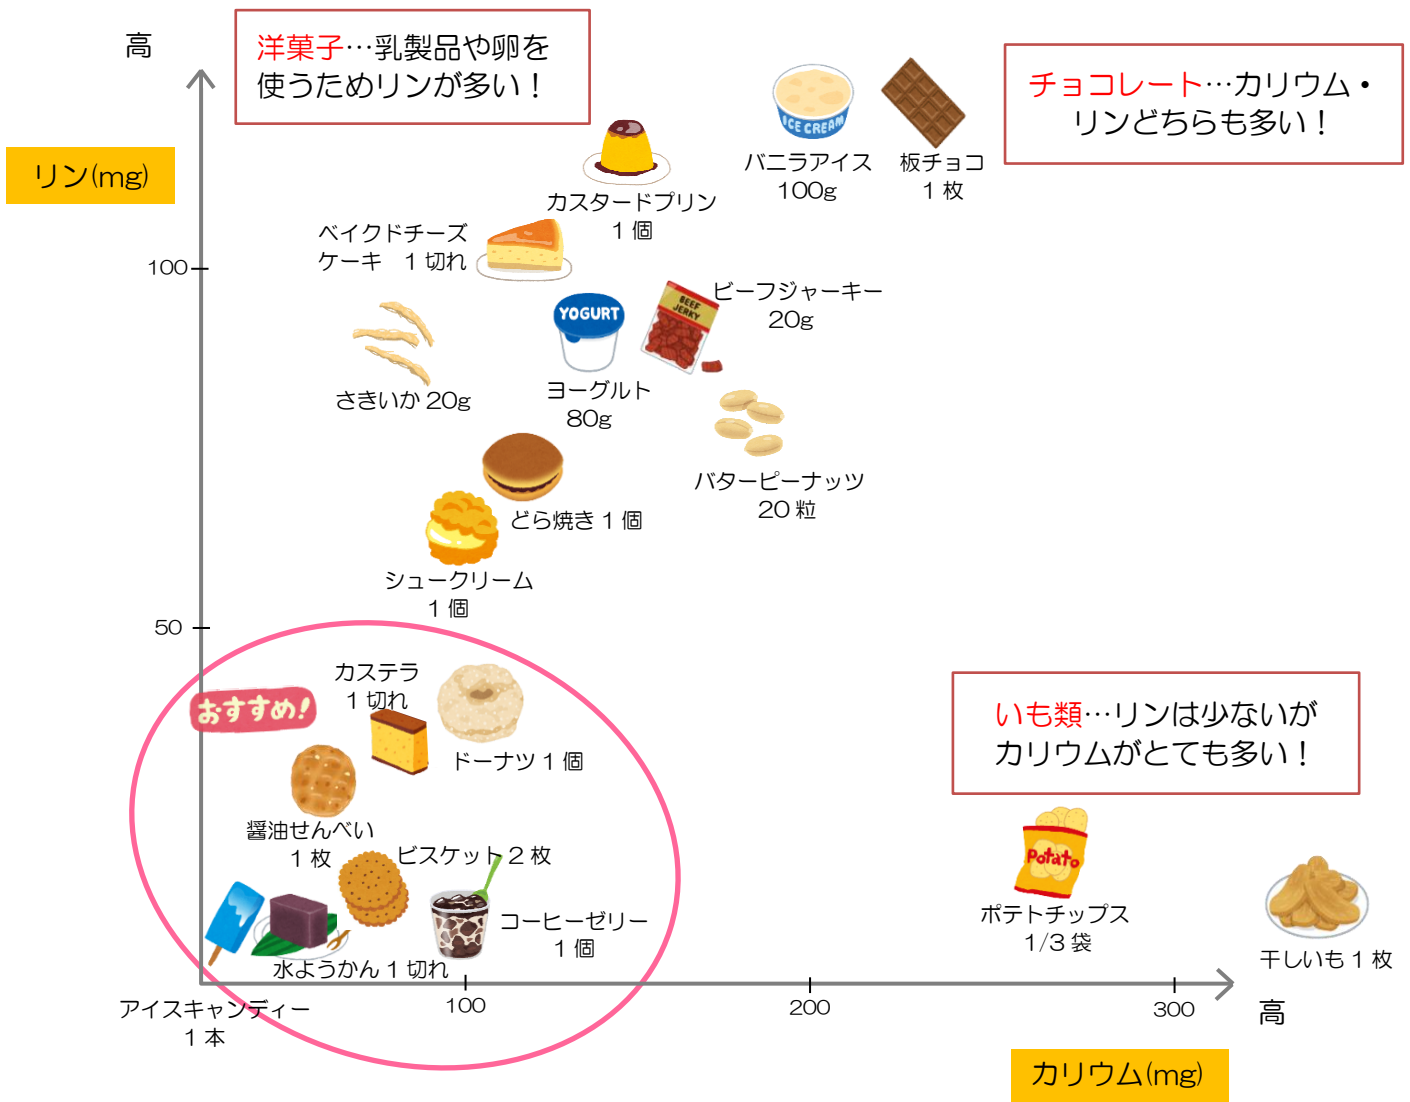 高
洋菓子…乳製品や卵を
使うためリンが多い！
チョコレート…カリウム・
リンどちらも多い！
リン(mg)
ICE CREAM
バニラアイス
100g
板チョコ
1 枚
カスタードプリン
1 個
ベイクドチーズ
ケーキ　1 切れ
100
BEEF
JERKY
ビーフジャーキー
20g
YOGURT
ヨーグルト
80g
さきいか 20g
バターピーナッツ
20 粒
どら焼き 1 個
シュークリーム
1 個
50
おすすめ!
カステラ
1 切れ
ドーナツ 1 個
いも類…リンは少ないが
カリウムがとても多い！
醤油せんべい
1 枚
ビスケット 2 枚
コーヒーゼリー
1 個
水ようかん 1 切れ
アイスキャンディー
1 本
Potato
ポテトチップス
1/3 袋
干しいも 1 枚
100
200
300
高
カリウム(mg)